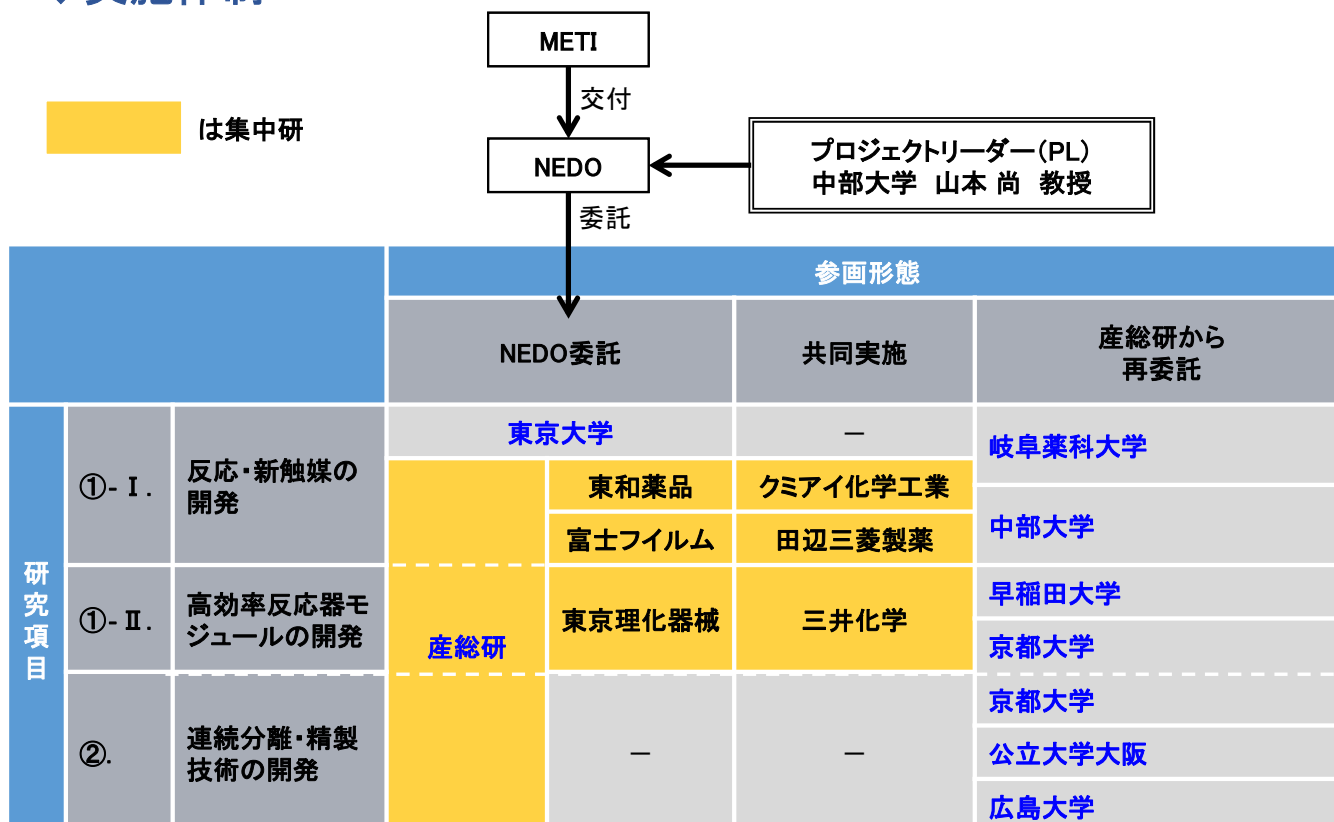 METI
交付
は集中研
NEDO
プロジェクトリーダー(PL)
中部大学 山本 尚 教授
委託
参画形態
NEDO委託
共同実施
産総研から
再委託
研究項目
①-Ⅰ.
反応・新触媒の
開発
東京大学
－
岐阜薬科大学
東和薬品
クミアイ化学工業
富士フイルム
田辺三菱製薬
中部大学
①-Ⅱ.
高効率反応器モ
ジュールの開発
産総研
東京理化器械
三井化学
早稲田大学
京都大学
②.
連続分離・精製
技術の開発
－
－
京都大学
公立大学大阪
広島大学